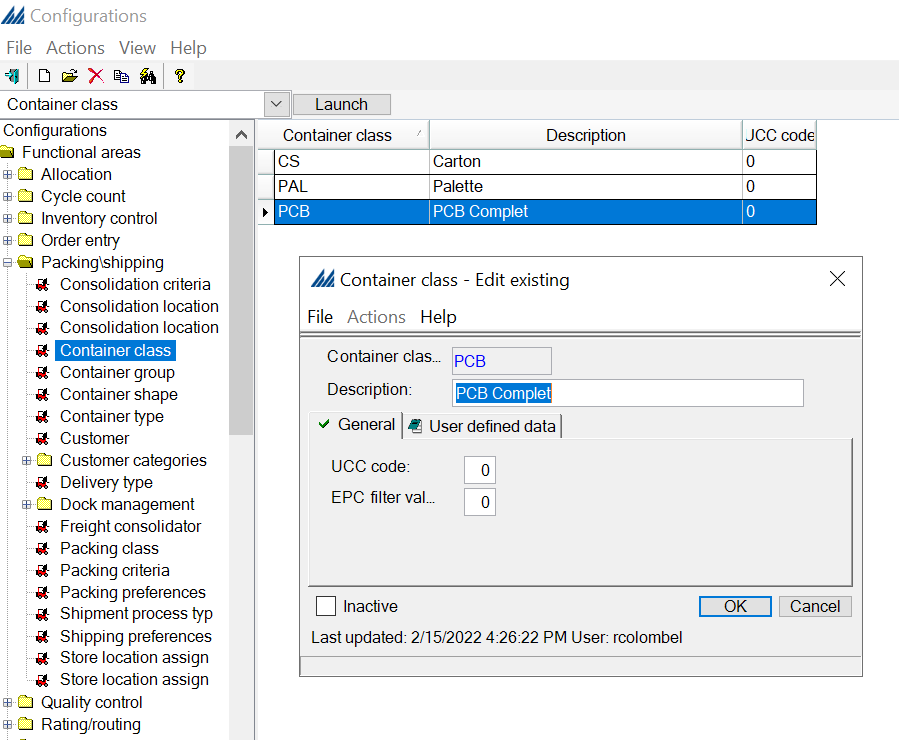 Configurations
File Actions View Help
Container class Launch
Configurations
Functional areas
Allocation
Cycle count
Inventory control
Order entry
Packing\shipping
Consolidation criteria
Consolidation location
Consolidation location
Container class
Container group
Container shape
Container type
Customer
Customer categories
Delivery type
Dock management
Freight consolidator
Packing class
Packing criteria
Packing preferences
Shipment process typ
Shipping preferences
Store location assign
Store location assign
Quality control
Rating/routing
Container class Description JCC code
CS Carton 0
PAL Palette 0
PCB PCB Complet 0
Container class - Edit existing
File Actions Help
Container clas... PCB
Description: PCB Complet
General User defined data
UCC code: 0
EPC filter val... 0
Inactive OK Cancel
Last updated: 2/15/2022 4:26:22 PM User: rcolombel